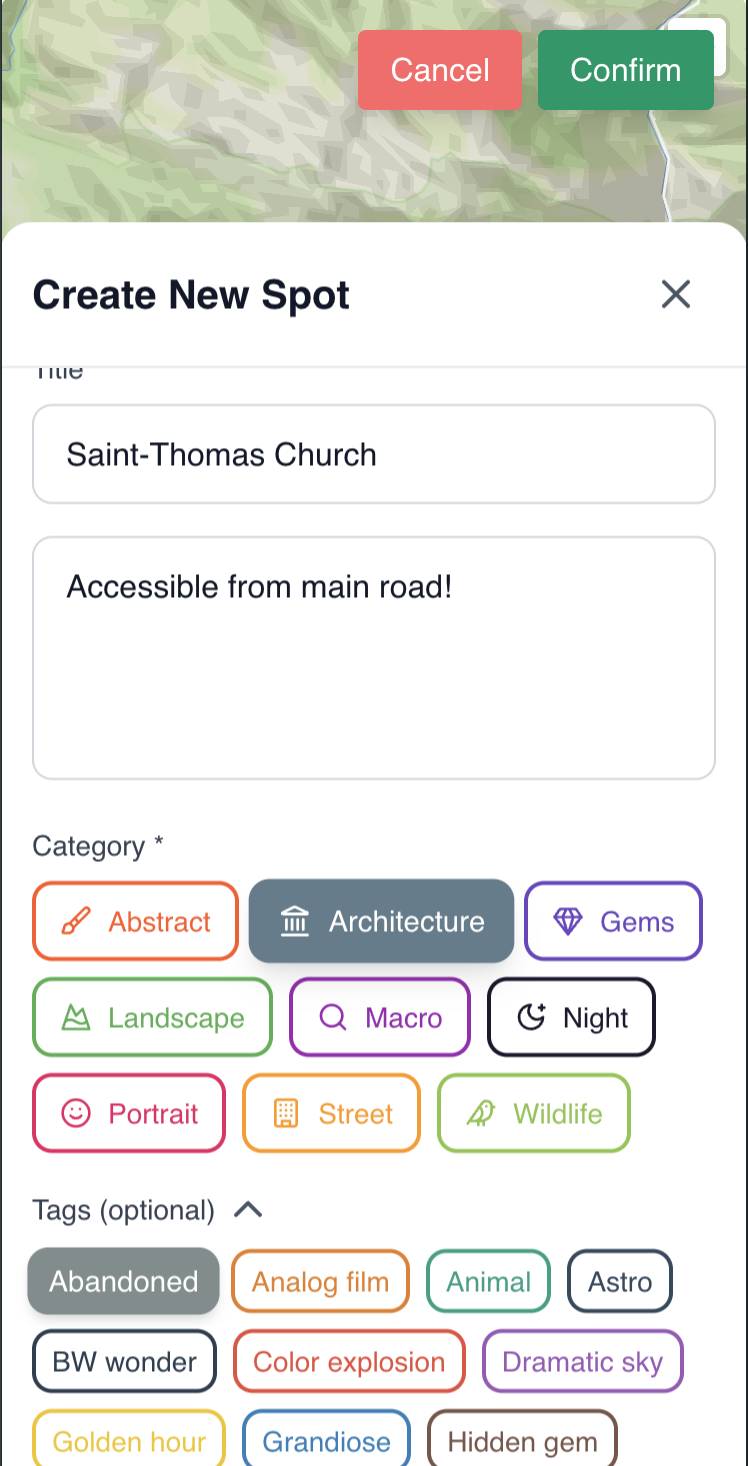 Cancel Confirm
Create New Spot
Title
Saint-Thomas Church
Accessible from main road!
Category *
Abstract Architecture Gems
Landscape Macro Night
Portrait Street Wildlife
Tags (optional)
Abandoned Analog film Animal Astro
BW wonder Color explosion Dramatic sky
Golden hour Grandiose Hidden gem